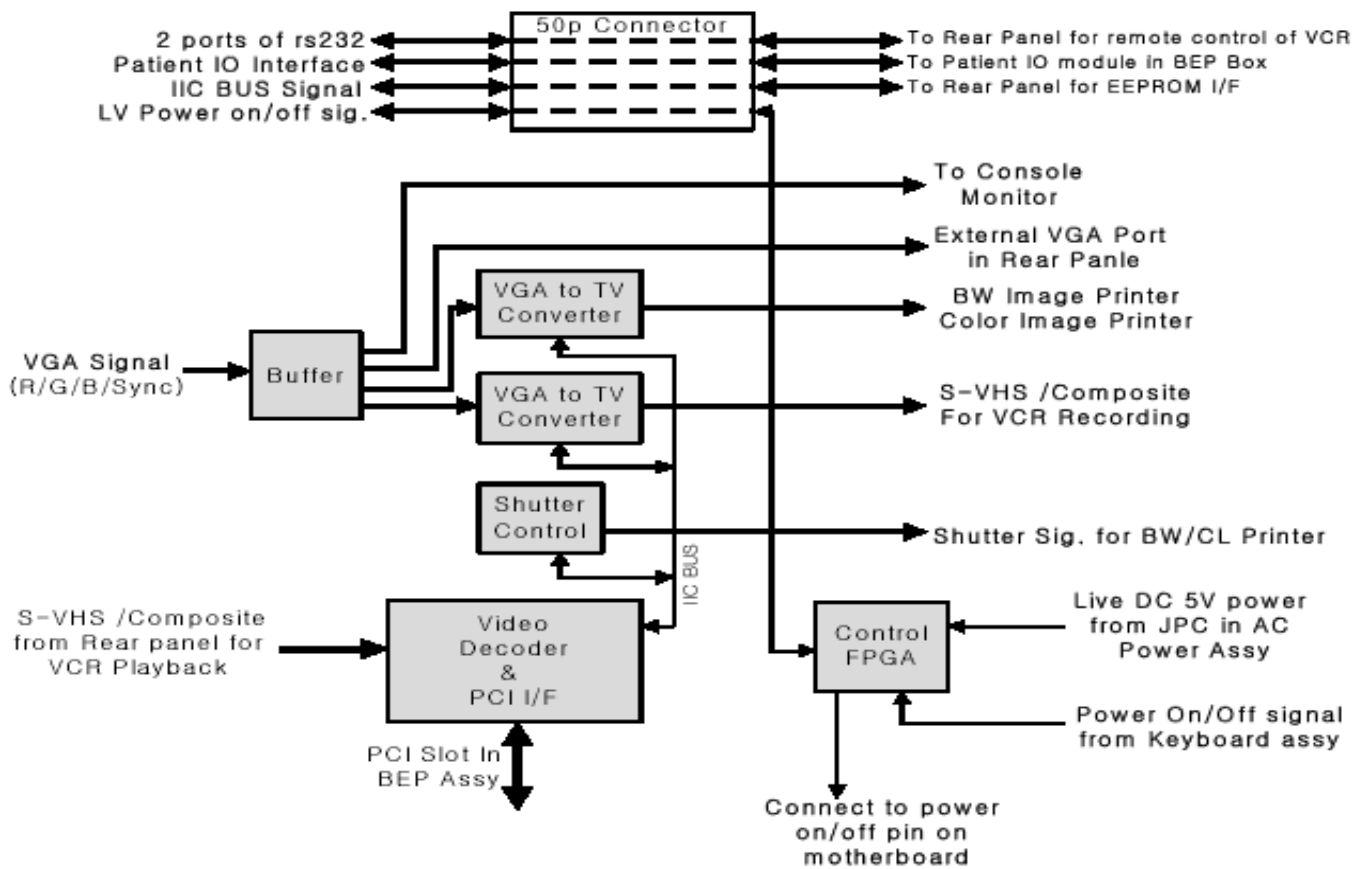 50p Connector
2 ports of rs232
Patient IO Interface
IIC BUS Signal
LV Power on/off sig.
To Rear Panel for remote control of VCR
To Patient IO module in BEP Box
To Rear Panel for EEPROM I/F
To Console
Monitor
External VGA Port
in Rear Panle
VGA to TV
Converter
BW Image Printer
Color Image Printer
VGA Signal
(R/G/B/Sync)
Buffer
VGA to TV
Converter
S-VHS /Composite
For VCR Recording
Shutter
Control
Shutter Sig. for BW/CL Printer
IIC BUS
S-VHS /Composite
from Rear panel for
VCR Playback
Video
Decoder
&
PCI I/F
Control
FPGA
Live DC 5V power
from JPC in AC
Power Assy
Power On/Off signal
from Keyboard assy
PCI Slot In
BEP Assy
Connect to power
on/off pin on
motherboard